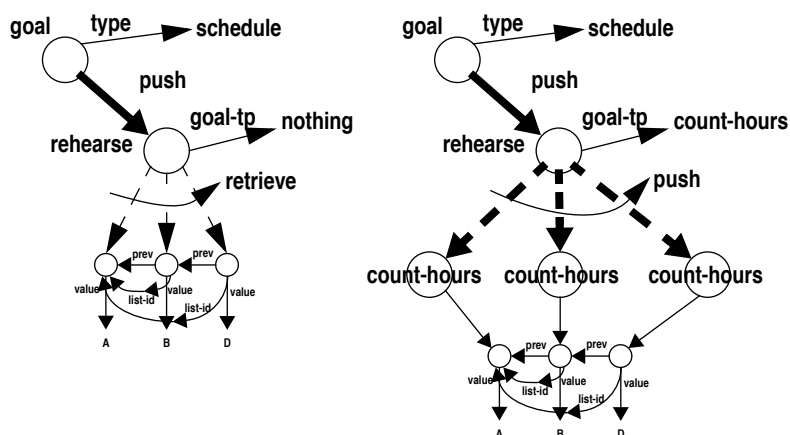 goal
type
schedule
push
goal-tp
nothing
rehearse
retrieve
prev
prev
value
value
value
list-id
list-id
A
B
D
goal
type
schedule
push
goal-tp
count-hours
rehearse
push
count-hours
count-hours
count-hours
prev
prev
value
value
value
list-id
list-id
A
B
D